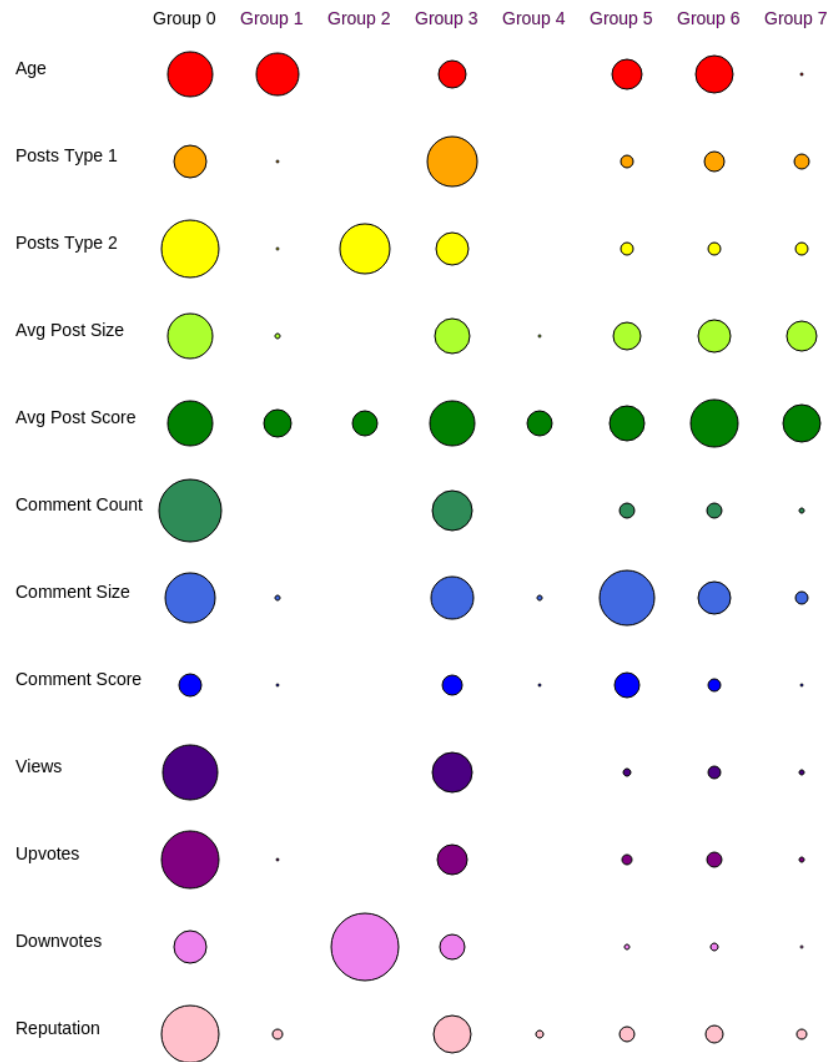 Group 0 Group 1 Group 2 Group 3 Group 4 Group 5 Group 6 Group 7
Age
Posts Type 1
Posts Type 2
Avg Post Size
Avg Post Score
Comment Count
Comment Size
Comment Score
Views
Upvotes
Downvotes
Reputation